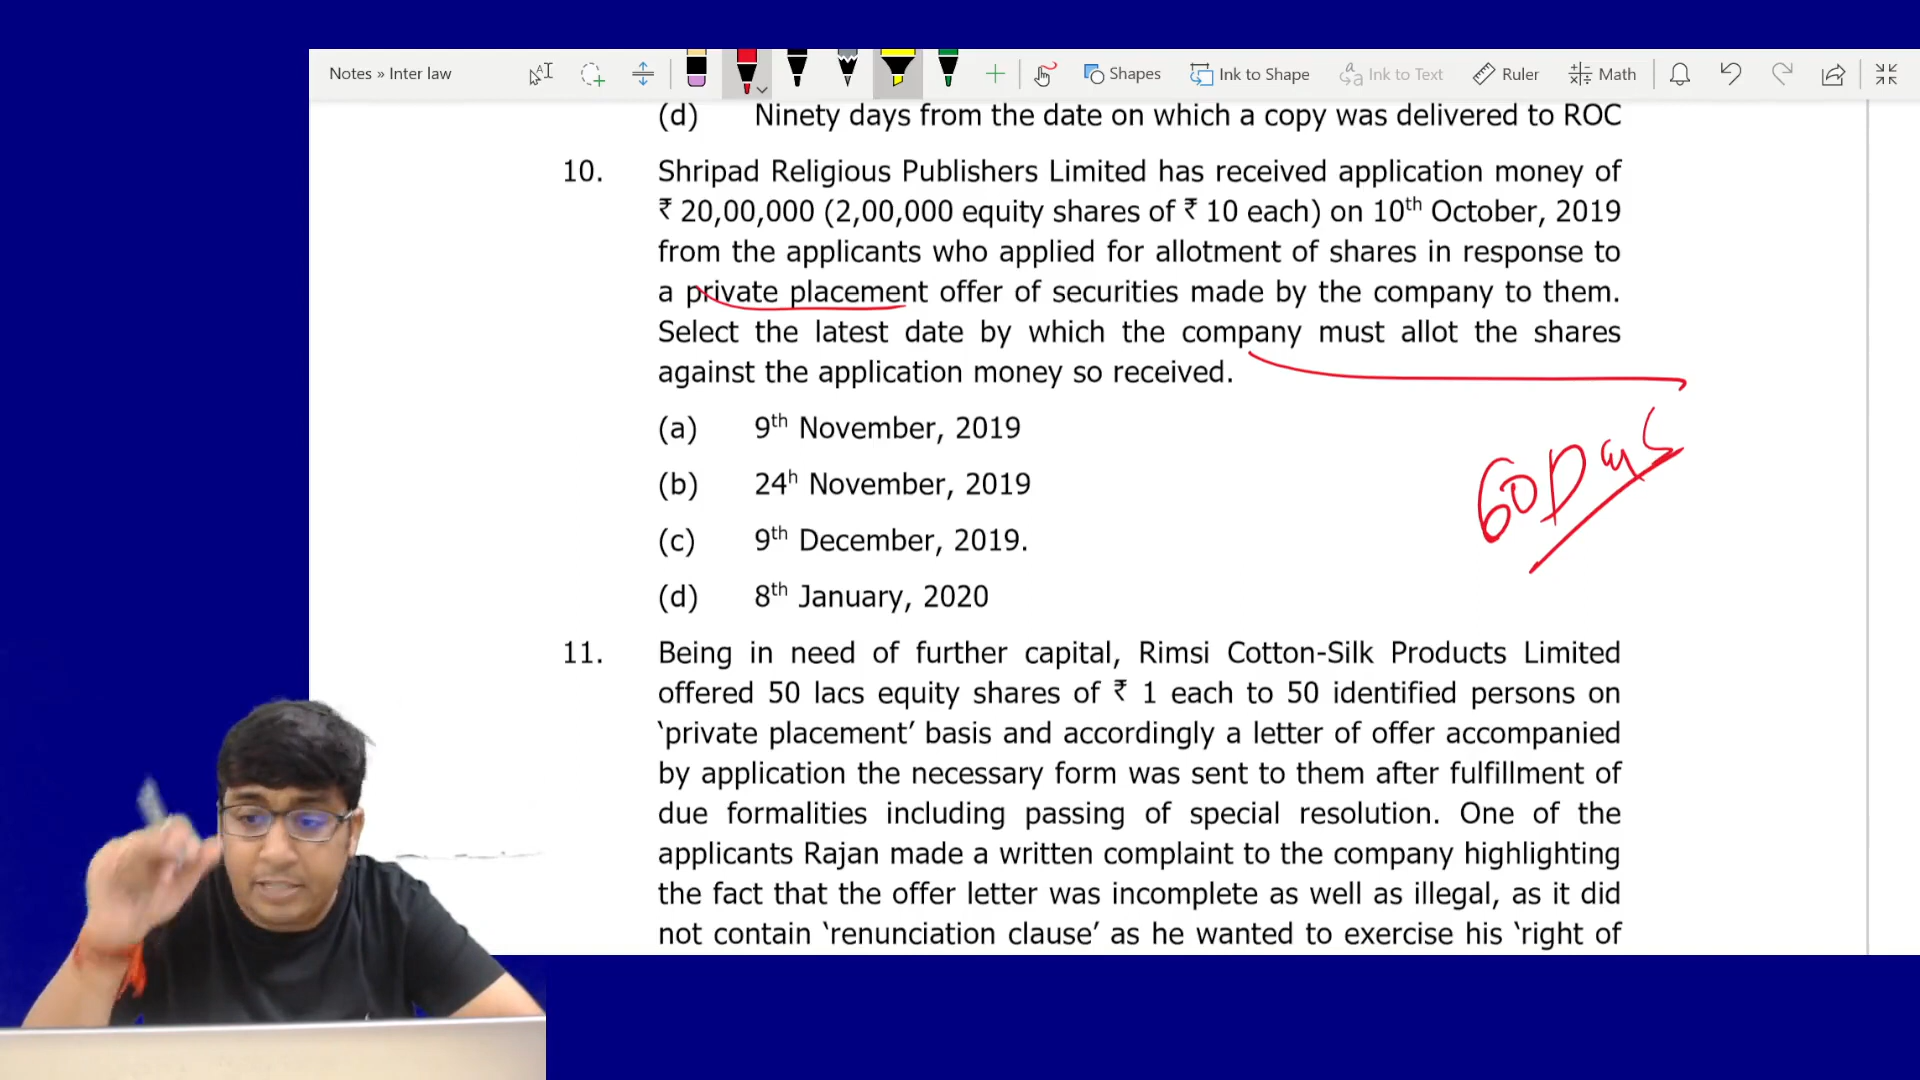 Notes » Inter law
Shapes
Ink to Shape
Ink to Text
Ruler
Math
(d) Ninety days from the date on which a copy was delivered to ROC
10. Shripad Religious Publishers Limited has received application money of
₹ 20,00,000 (2,00,000 equity shares of ₹ 10 each) on 10th October, 2019
from the applicants who applied for allotment of shares in response to
a private placement offer of securities made by the company to them.
Select the latest date by which the company must allot the shares
against the application money so received.
(a) 9th November, 2019
(b) 24h November, 2019
(c) 9th December, 2019.
(d) 8th January, 2020
60 Days
11. Being in need of further capital, Rimsi Cotton-Silk Products Limited
offered 50 lacs equity shares of ₹ 1 each to 50 identified persons on
‘private placement’ basis and accordingly a letter of offer accompanied
by application the necessary form was sent to them after fulfillment of
due formalities including passing of special resolution. One of the
applicants Rajan made a written complaint to the company highlighting
the fact that the offer letter was incomplete as well as illegal, as it did
not contain ‘renunciation clause’ as he wanted to exercise his ‘right of